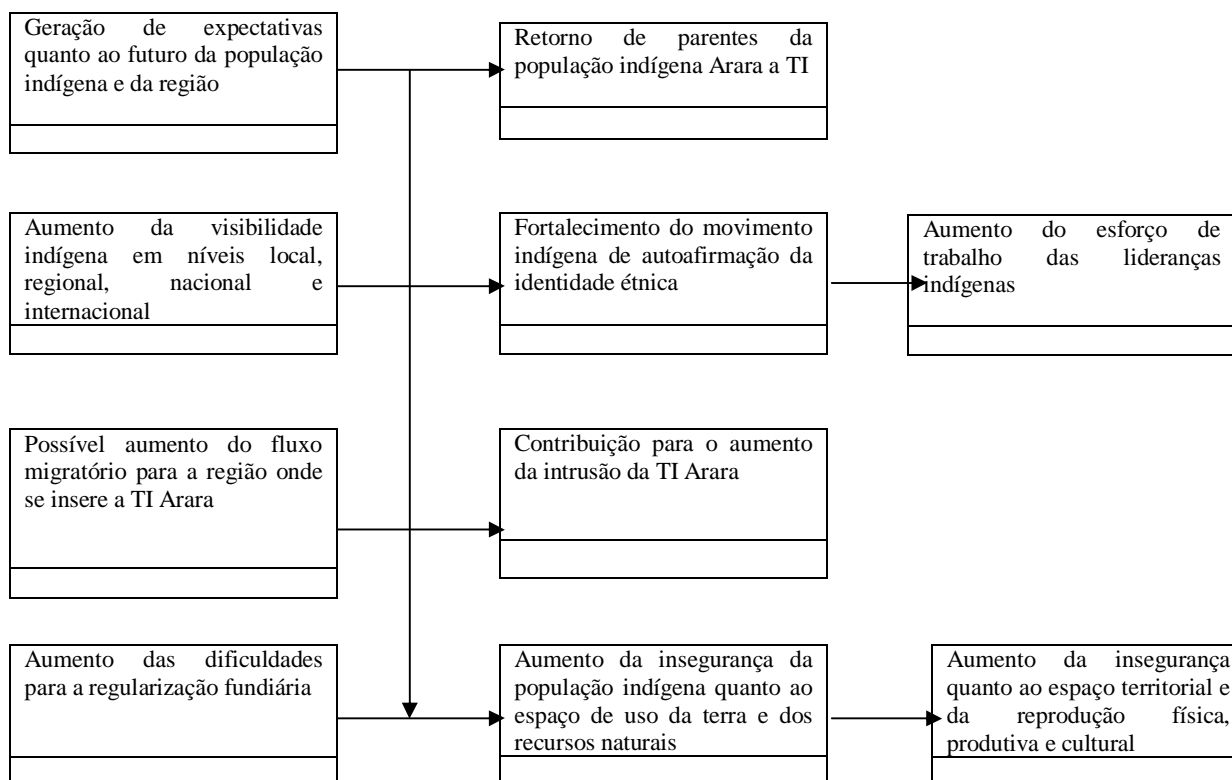 Geração de expectativas
quanto ao futuro da população
indígena e da região
Retorno de parentes da
população indígena Arara a TI
Aumento da visibilidade
indígena em níveis local,
regional, nacional e
internacional
Fortalecimento do movimento
indígena de autoafirmação da
identidade étnica
Aumento do esforço de
trabalho das lideranças
indígenas
Possível aumento do fluxo
migratório para a região onde
se insere a TI Arara
Contribuição para o aumento
da intrusão da TI Arara
Aumento das dificuldades
para a regularização fundiária
Aumento da insegurança da
população indígena quanto ao
espaço de uso da terra e dos
recursos naturais
Aumento da insegurança
quanto ao espaço territorial e
da reprodução física,
produtiva e cultural